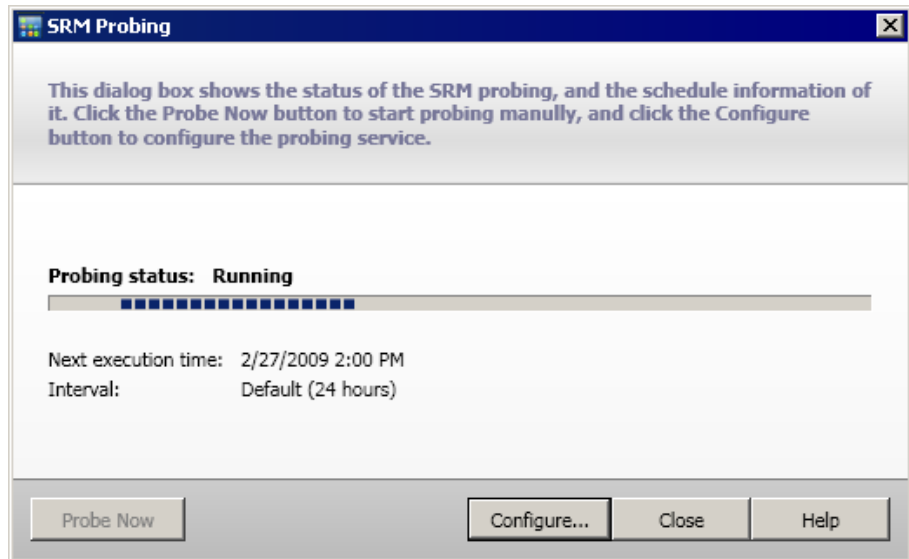 SRM Probing
This dialog box shows the status of the SRM probing, and the schedule information of
it. Click the Probe Now button to start probing manully, and click the Configure
button to configure the probing service.
Probing status: Running
Next execution time: 2/27/2009 2:00 PM
Interval: Default (24 hours)
Probe Now Configure... Close Help